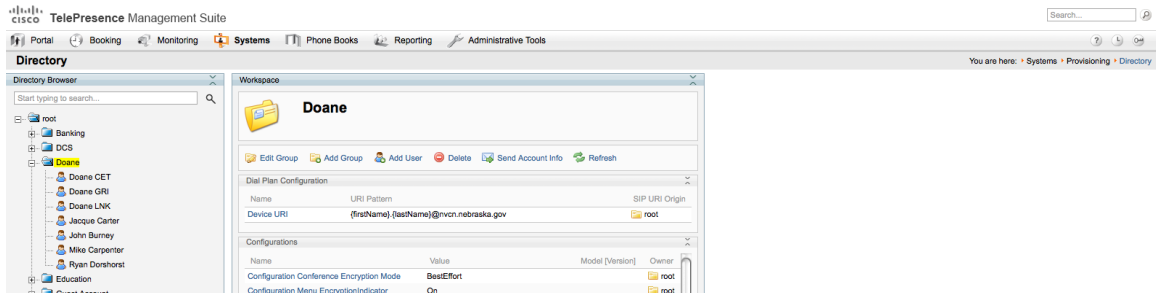 CISCO TelePresence Management Suite
Search...
Portal Booking Monitoring Systems Phone Books Reporting Administrative Tools
Directory
You are here: Systems Provisioning Directory
Directory Browser
Start typing to search...
root
Banking
DCS
Doane
Doane CET
Doane GRI
Doane LNK
Jacque Carter
John Burney
Mike Carpenter
Ryan Dorshorst
Education
Guest Account
Workspace
Doane
Edit Group Add Group Add User Delete Send Account Info Refresh
Dial Plan Configuration
Name URI Pattern SIP URI Origin
Device URI {firstName}.{lastName}@nvcn.nebraska.gov root
Configurations
Name Value Model [Version] Owner
Configuration Conference Encryption Mode BestEffort root
Configuration Menu EncryptionIndicator On root